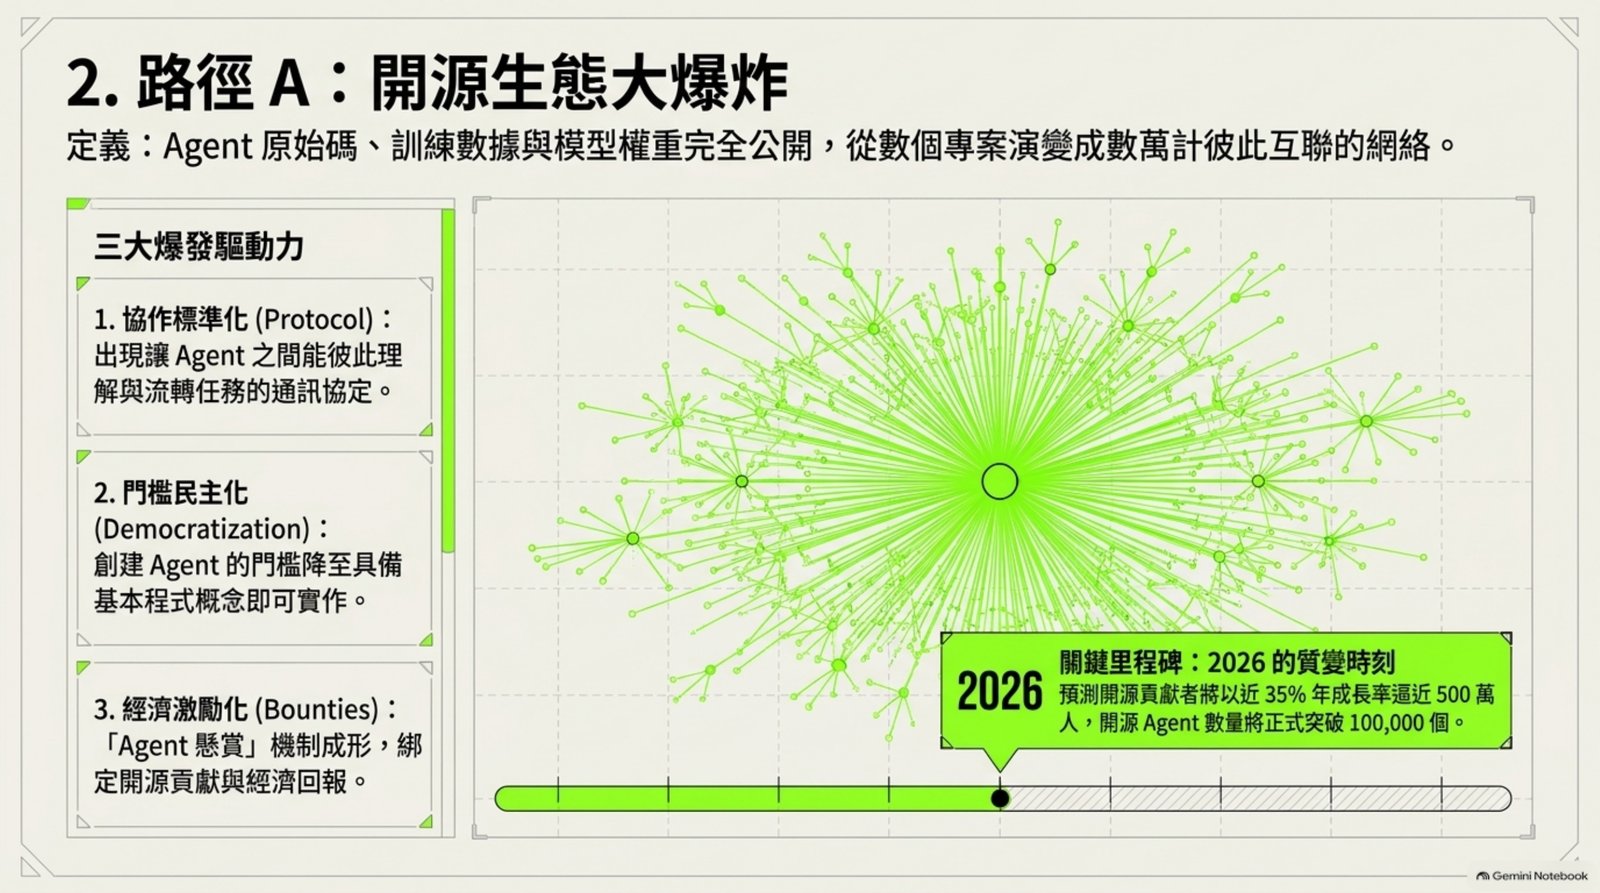 2. 路徑 A：開源生態大爆炸
定義：Agent 原始碼、訓練數據與模型權重完全公開，從數個專案演變成數萬計彼此互聯的網絡。
三大爆發驅動力
1. 協作標準化 (Protocol)：
出現讓 Agent 之間能彼此理
解與流轉任務的通訊協定。
2. 門檻民主化
(Democratization)：
創建 Agent 的門檻降至具備
基本程式概念即可實作。
3. 經濟激勵化 (Bounties)：
「Agent 懸賞」機制成形，綁
定開源貢獻與經濟回報。
2026
關鍵里程碑：2026 的質變時刻
預測開源貢獻者將以近 35% 年成長率逼近 500 萬
人，開源 Agent 數量將正式突破 100,000 個。
Gemini Notebook